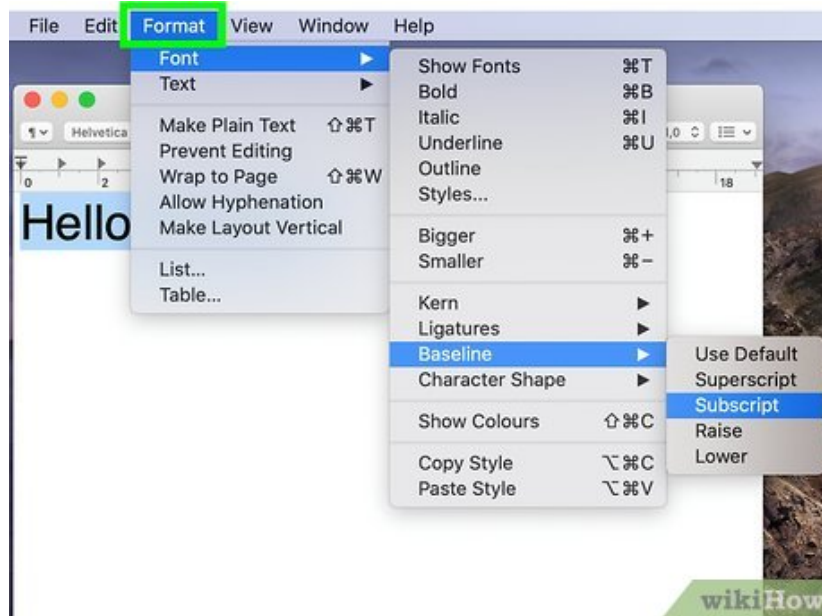 File Edit Format View Window Help
Font
Text
Make Plain Text ⇧⌘T
Prevent Editing
Wrap to Page ⇧⌘W
Allow Hyphenation
Make Layout Vertical
List...
Table...
Show Fonts ⌘T
Bold ⌘B
Italic ⌘I
Underline ⌘U
Outline
Styles...
Bigger ⌘+
Smaller ⌘−
Kern
Ligatures
Baseline
Character Shape
Show Colours ⇧⌘C
Copy Style ⌥⌘C
Paste Style ⌥⌘V
Use Default
Superscript
Subscript
Raise
Lower
Helvetica
1,0
0 2 18
Hello
wikiHow